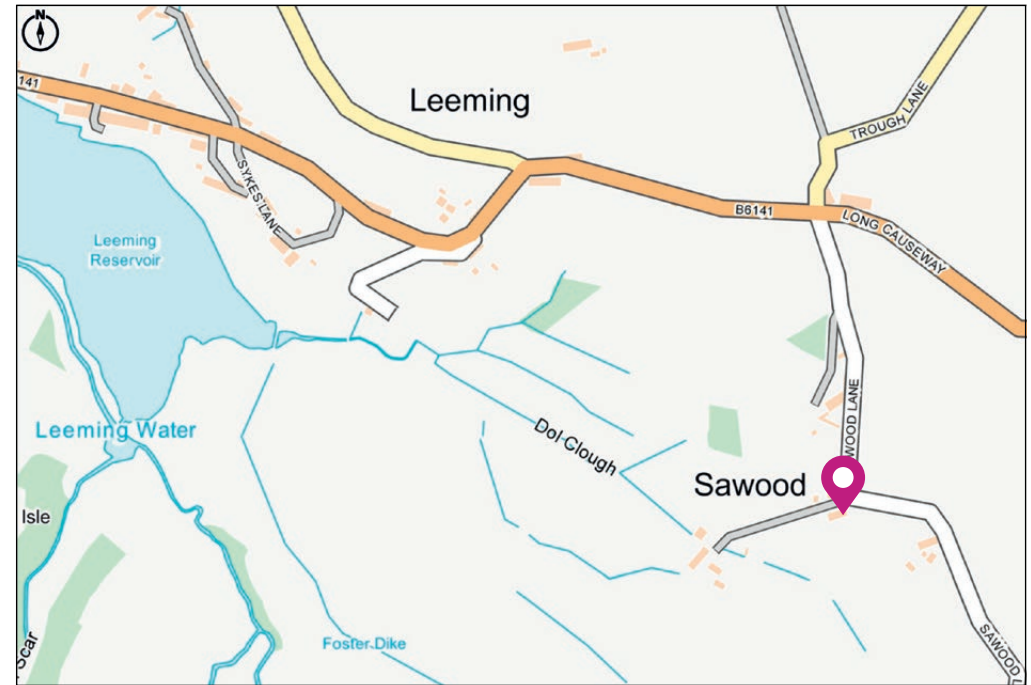 N
141
Leeming
TROUGH LANE
SYKES LANE
B6141
LONG CAUSEWAY
Leeming
Reservoir
WOOD LANE
Leeming Water
Dol Clough
Sawood
Isle
Foster Dike
Scar
SAWOOD L